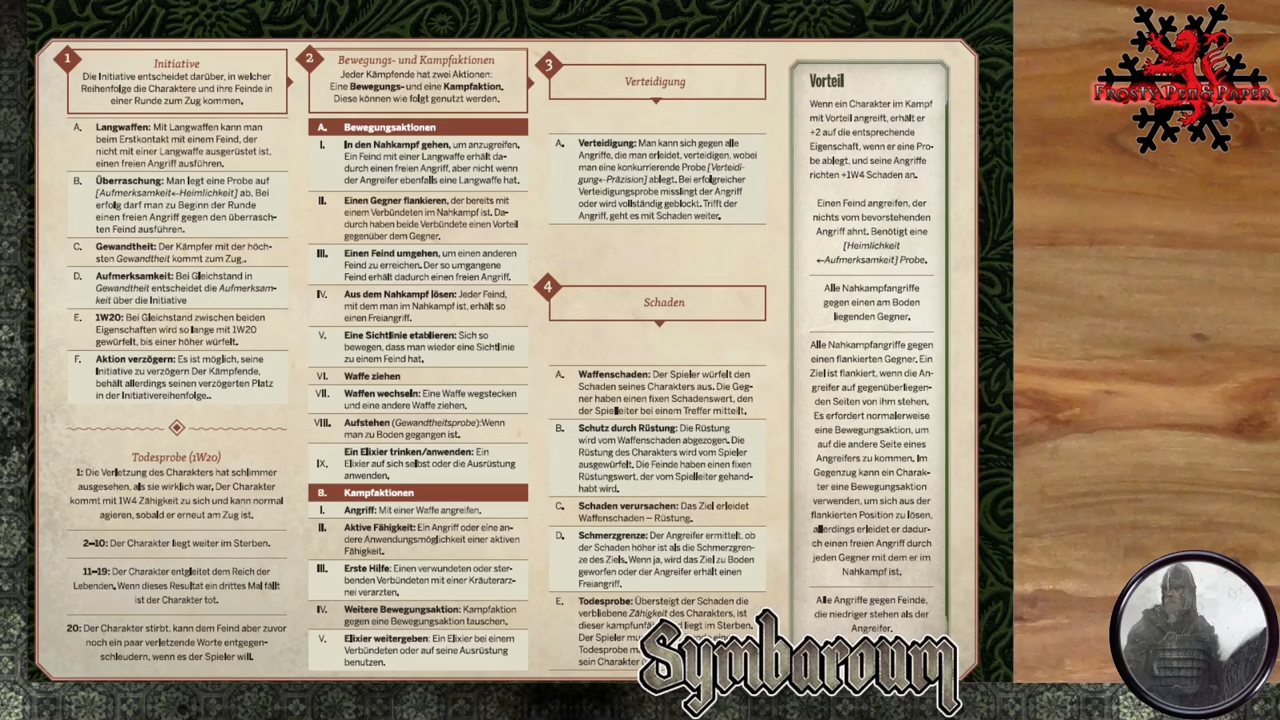 1
Initiative
Die Initiative entscheidet darüber, in welcher
Reihenfolge die Charaktere und ihre Feinde in
einer Runde zum Zug kommen.
A. Langwaffen: Mit Langwaffen kann man
beim Erstkontakt mit einem Feind, der
nicht mit einer Langwaffe ausgerüstet ist,
einen freien Angriff ausführen.
B. Überraschung: Man legt eine Probe auf
[Aufmerksamkeit←Heimlichkeit] ab. Bei
erfolg darf man zu Beginn der Runde
einen freien Angriff gegen den überrasch-
ten Feind ausführen.
C. Gewandtheit: Der Kämpfer mit der höch-
sten Gewandtheit kommt zum Zug..
D. Aufmerksamkeit: Bei Gleichstand in
Gewandtheit entscheidet die Aufmerksam-
keit über die Initiative
E. 1W20: Bei Gleichstand zwischen beiden
Eigenschaften wird so lange mit 1W20
gewürfelt, bis einer höher würfelt.
F. Aktion verzögern: Es ist möglich, seine
Initiative zu verzögern Der Kämpfende,
behält allerdings seinen verzögerten Platz
in der Initiativereihenfolge..
Todesprobe (1W20)
1: Die Verletzung des Charakters hat schlimmer
ausgesehen, als sie wirklich war. Der Charakter
kommt mit 1W4 Zähigkeit zu sich und kann normal
agieren, sobald er erneut am Zug ist.
2–10: Der Charakter liegt weiter im Sterben.
11–19: Der Charakter entgleitet dem Reich der
Lebenden. Wenn dieses Resultat ein drittes Mal fällt
ist der Charakter tot.
20: Der Charakter stirbt, kann dem Feind aber zuvor
noch ein paar verletzende Worte entgegen-
schleudern, wenn es der Spieler will.
2
Bewegungs- und Kampfaktionen
Jeder Kämpfende hat zwei Aktionen:
Eine Bewegungs- und eine Kampfaktion.
Diese können wie folgt genutzt werden.
A. Bewegungsaktionen
I. In den Nahkampf gehen, um anzugreifen.
Ein Feind mit einer Langwaffe erhält da-
durch einen freien Angriff, aber nicht wenn
der Angreifer ebenfalls eine Langwaffe hat.
II. Einen Gegner flankieren, der bereits mit
einem Verbündeten im Nahkampf ist. Da-
durch haben beide Verbündete einen Vorteil
gegenüber dem Gegner.
III. Einen Feind umgehen, um einen anderen
Feind zu erreichen. Der so umgangene
Feind erhält dadurch einen freien Angriff.
IV. Aus dem Nahkampf lösen: Jeder Feind,
mit dem man im Nahkampf ist, erhält so
einen Freiangriff.
V. Eine Sichtlinie etablieren: Sich so
bewegen, dass man wieder eine Sichtlinie
zu einem Feind hat.
VI. Waffe ziehen
VII. Waffen wechseln: Eine Waffe wegstecken
und eine andere Waffe ziehen.
VIII. Aufstehen (Gewandtheitsprobe):Wenn
man zu Boden gegangen ist.
IX. Ein Elixier trinken/anwenden: Ein
Elixier auf sich selbst oder die Ausrüstung
anwenden.
B. Kampfaktionen
I. Angriff: Mit einer Waffe angreifen.
II. Aktive Fähigkeit: Ein Angriff oder eine an-
dere Anwendungsmöglichkeit einer aktiven
Fähigkeit.
III. Erste Hilfe: Einen verwundeten oder ster-
benden Verbündeten mit einer Kräuterarz-
nei verarzten.
IV. Weitere Bewegungsaktion: Kampfaktion
gegen eine Bewegungsaktion tauschen.
V. Elixier weitergeben: Ein Elixier bei einem
Verbündeten oder auf seine Ausrüstung
benutzen.
3
Verteidigung
A. Verteidigung: Man kann sich gegen alle
Angriffe, die man erleidet, verteidigen, wobei
man eine konkurrierende Probe [Verteidi-
gung←Präzision] ablegt. Bei erfolgreicher
Verteidigungsprobe misslingt der Angriff
oder wird vollständig geblockt. Trifft der
Angriff, geht es mit Schaden weiter.
4
Schaden
A. Waffenschaden: Der Spieler würfelt den
Schaden seines Charakters aus. Die Geg-
ner haben einen fixen Schadenswert, den
der Spielleiter bei einem Treffer mitteilt.
B. Schutz durch Rüstung: Die Rüstung
wird vom Waffenschaden abgezogen. Die
Rüstung des Charakters wird vom Spieler
ausgewürfelt. Die Feinde haben einen fixen
Rüstungswert, der vom Spielleiter gehand-
habt wird.
C. Schaden verursachen: Das Ziel erleidet
Waffenschaden – Rüstung.
D. Schmerzgrenze: Der Angreifer ermittelt, ob
der Schaden höher ist als die Schmerzgren-
ze des Ziels. Wenn ja, wird das Ziel zu Boden
geworfen oder der Angreifer erhält einen
Freiangriff.
E. Todesprobe: Übersteigt der Schaden die
verbliebene Zähigkeit des Charakters, ist
dieser kampfunfä liegt im Sterben.
Der Spieler
Todesprobe
sein Charakter
Vorteil
Wenn ein Charakter im Kampf
mit Vorteil angreift, erhält er
+2 auf die entsprechende
Eigenschaft, wenn er eine Pro-
be ablegt, und seine Angriffe
richten +1W4 Schaden an.
Einen Feind angreifen, der
nichts vom bevorstehenden
Angriff ahnt. Benötigt eine
[Heimlichkeit
←Aufmerksamkeit] Probe.
Alle Nahkampfangriffe
gegen einen am Boden
liegenden Gegner.
Alle Nahkampfangriffe gegen
einen flankierten Gegner. Ein
Ziel ist flankiert, wenn die An-
greifer auf gegenüberliegen-
den Seiten von ihm stehen.
Es erfordert normalerweise
eine Bewegungsaktion, um
auf die andere Seite eines
Angreifers zu kommen. Im
Gegenzug kann ein Charak-
ter eine Bewegungsaktion
verwenden, um sich aus der
flankierten Position zu lösen,
allerdings erleidet er dadur-
ch einen freien Angriff durch
jeden Gegner mit dem er im
Nahkampf ist.
Alle Angriffe gegen Feinde,
die niedriger stehen als der
Angreifer.
Symbaroum
Frosty Pen & Paper